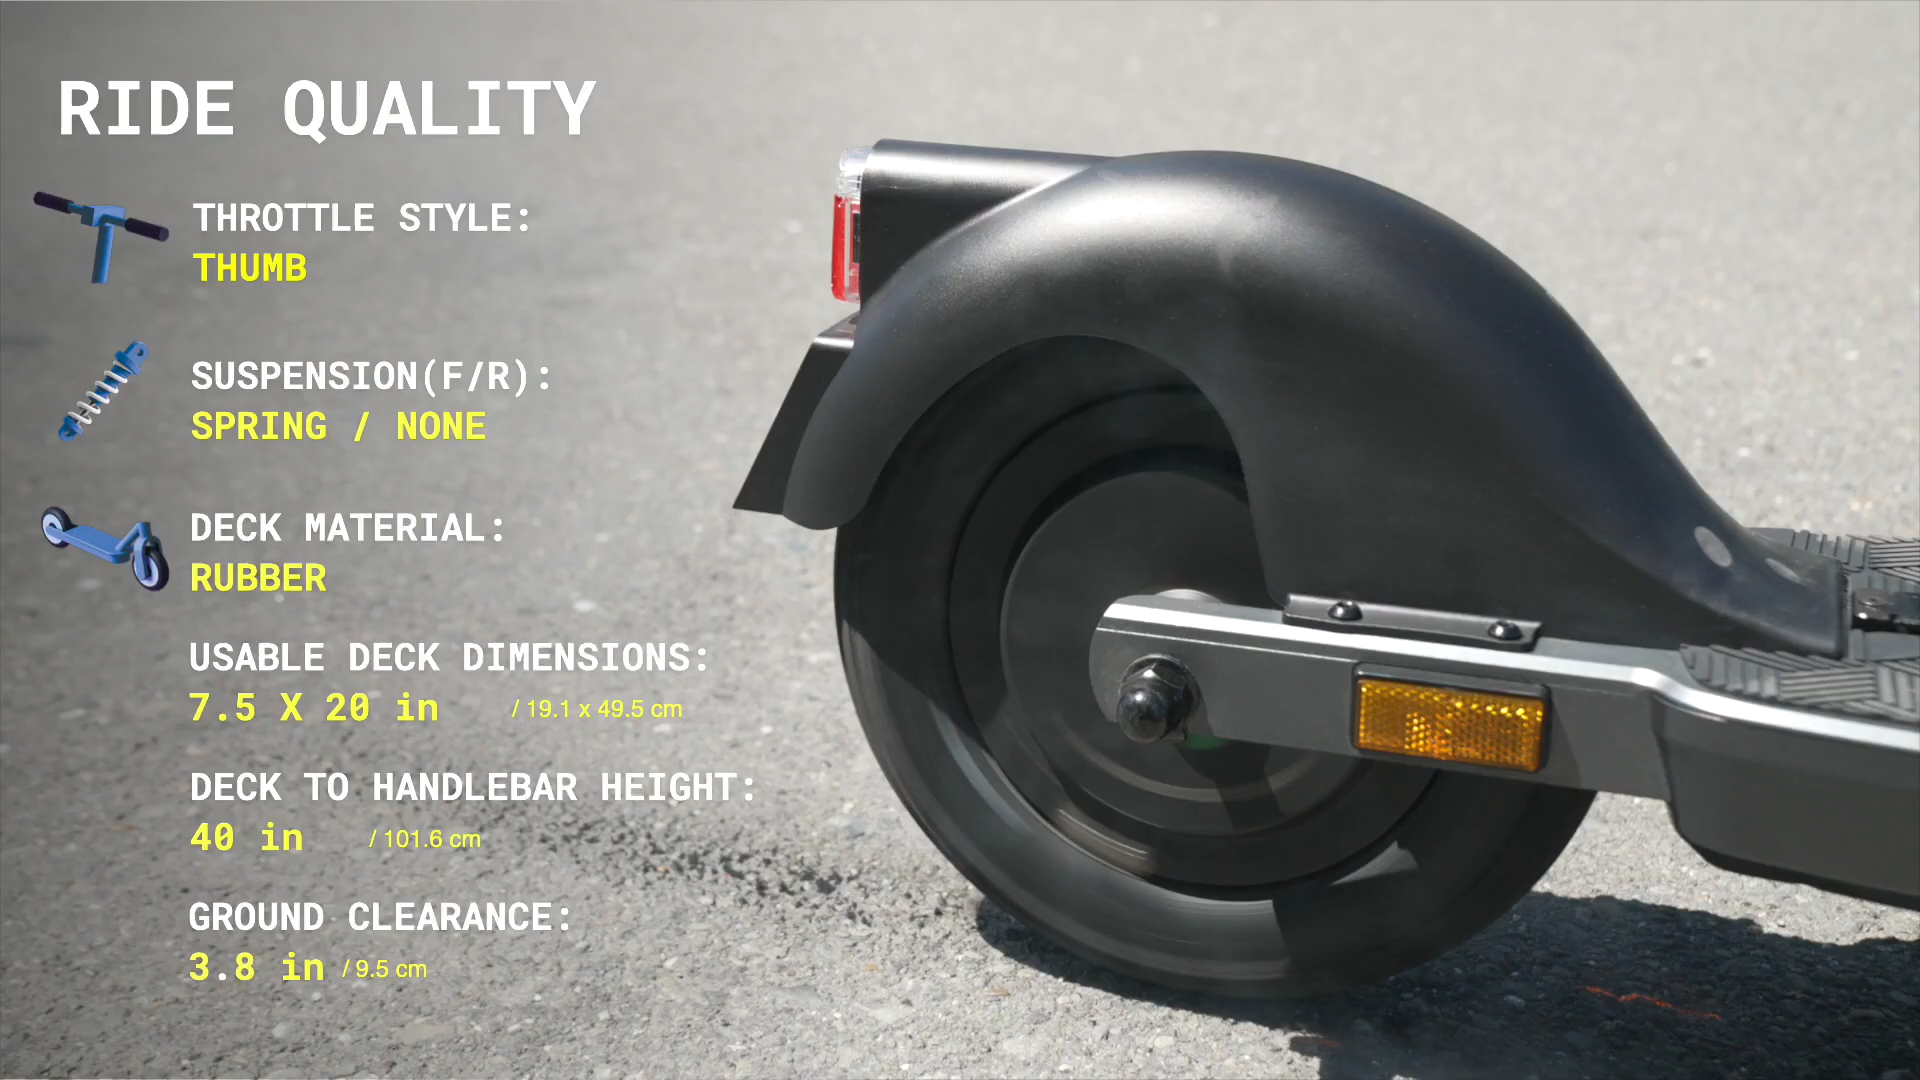 RIDE QUALITY
THROTTLE STYLE:
THUMB
SUSPENSION(F/R):
SPRING / NONE
DECK MATERIAL:
RUBBER
USABLE DECK DIMENSIONS:
7.5 X 20 in / 19.1 x 49.5 cm
DECK TO HANDLEBAR HEIGHT:
40 in / 101.6 cm
GROUND CLEARANCE:
3.8 in / 9.5 cm